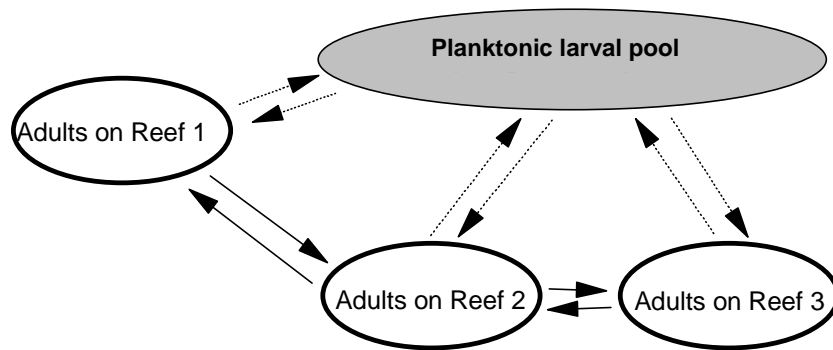 Planktonic larval pool
Adults on Reef 1
Adults on Reef 2
Adults on Reef 3